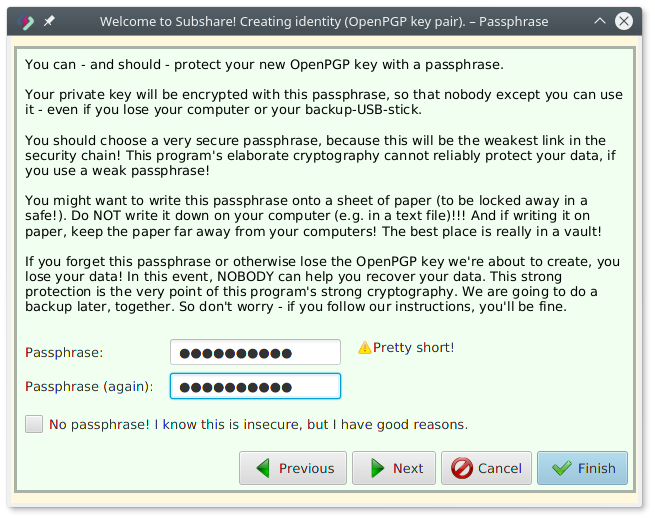 Welcome to Subshare! Creating identity (OpenPGP key pair). – Passphrase
You can - and should - protect your new OpenPGP key with a passphrase.
Your private key will be encrypted with this passphrase, so that nobody except you can use
it - even if you lose your computer or your backup-USB-stick.
You should choose a very secure passphrase, because this will be the weakest link in the
security chain! This program's elaborate cryptography cannot reliably protect your data, if
you use a weak passphrase!
You might want to write this passphrase onto a sheet of paper (to be locked away in a
safe!). Do NOT write it down on your computer (e.g. in a text file)!!! And if writing it on
paper, keep the paper far away from your computers! The best place is really in a vault!
If you forget this passphrase or otherwise lose the OpenPGP key we're about to create, you
lose your data! In this event, NOBODY can help you recover your data. This strong
protection is the very point of this program's strong cryptography. We are going to do a
backup later, together. So don't worry - if you follow our instructions, you'll be fine.
Passphrase: ●●●●●●●●●● Pretty short!
Passphrase (again): ●●●●●●●●●●
No passphrase! I know this is insecure, but I have good reasons.
Previous Next Cancel Finish